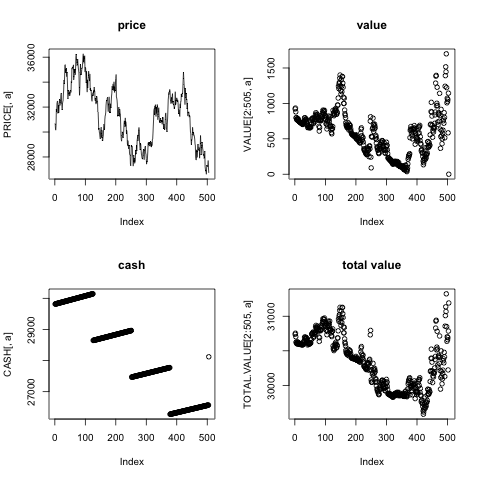 price
PRICE[, a]
28000 32000 36000
0 100 200 300 400 500
Index
value
VALUE[2:505, a]
0 500 1000 1500
0 100 200 300 400 500
Index
cash
CASH[, a]
27000 29000
0 100 200 300 400 500
Index
total value
TOTAL.VALUE[2:505, a]
30000 31000
0 100 200 300 400 500
Index